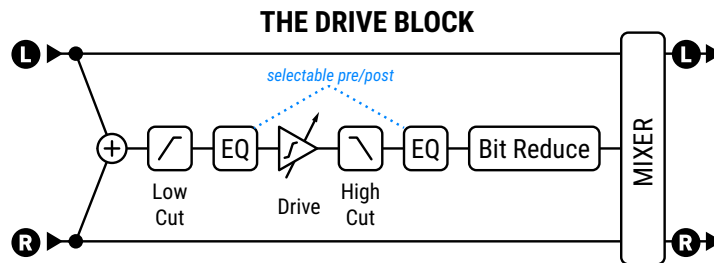 THE DRIVE BLOCK
L
L
selectable pre/post
+
EQ
EQ
Bit Reduce
MIXER
Low
Cut
Drive
High
Cut
R
R